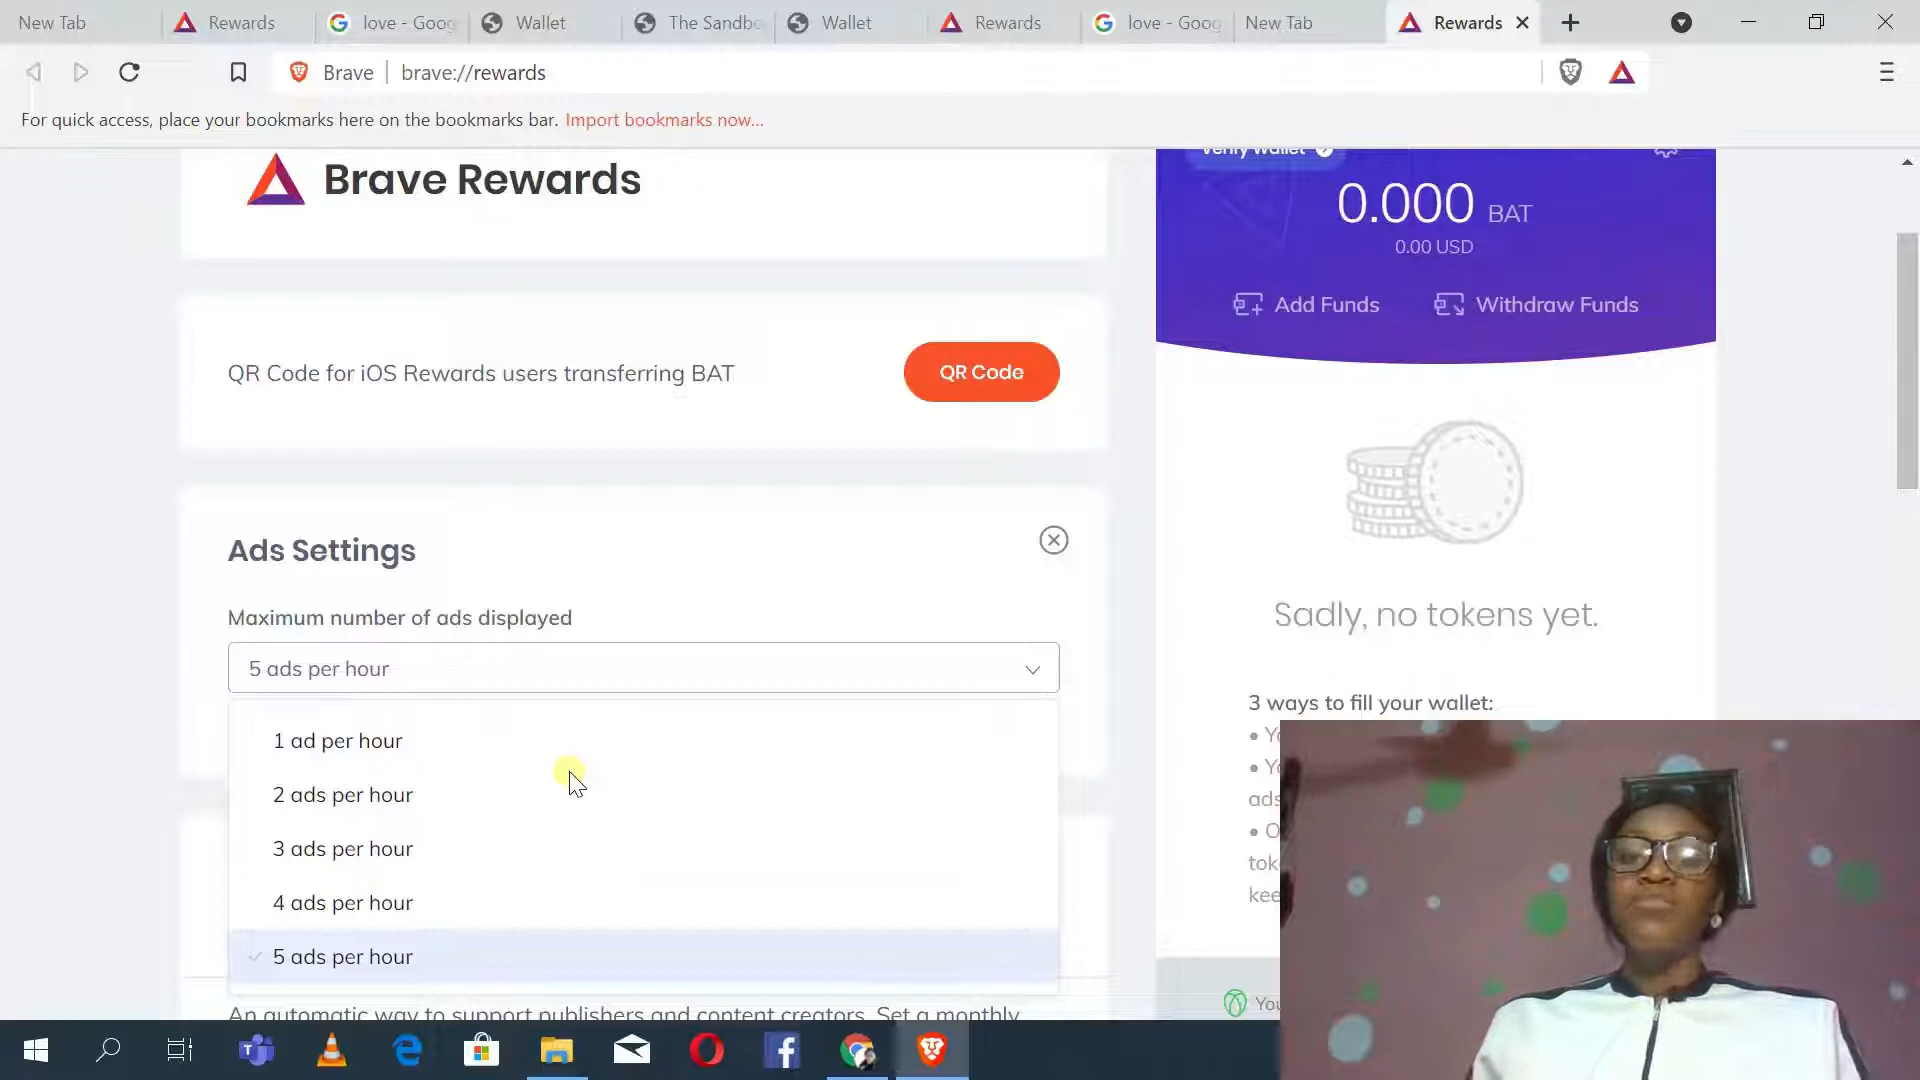 New Tab
Rewards
love - Goog
Wallet
The Sandbo
Wallet
Rewards
love - Goog
New Tab
Rewards
Brave
brave://rewards
For quick access, place your bookmarks here on the bookmarks bar. Import bookmarks now...
Brave Rewards
QR Code for iOS Rewards users transferring BAT
QR Code
Ads Settings
Maximum number of ads displayed
5 ads per hour
1 ad per hour
2 ads per hour
3 ads per hour
4 ads per hour
5 ads per hour
An automatic way to support publishers and content creators. Set a monthly
Verify Wallet
0.000 BAT
0.00 USD
Add Funds
Withdraw Funds
Sadly, no tokens yet.
3 ways to fill your wallet:
ads